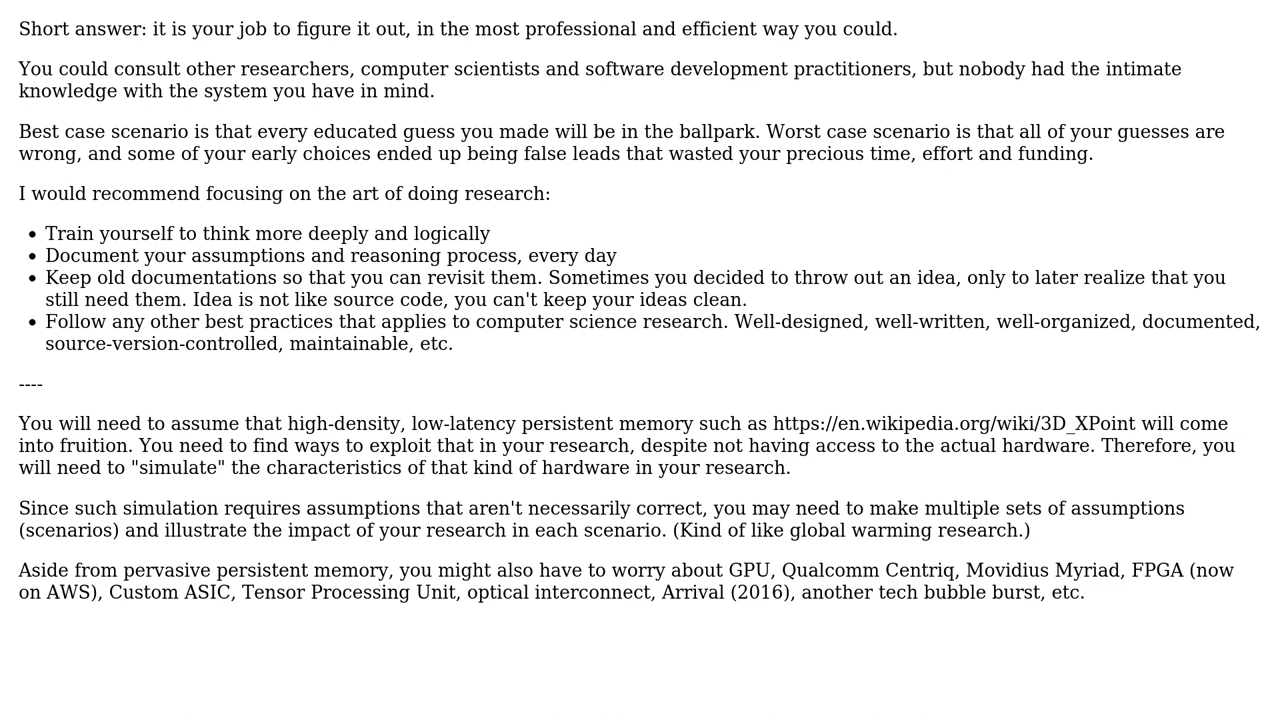 Short answer: it is your job to figure it out, in the most professional and efficient way you could.
You could consult other researchers, computer scientists and software development practitioners, but nobody had the intimate
knowledge with the system you have in mind.
Best case scenario is that every educated guess you made will be in the ballpark. Worst case scenario is that all of your guesses are
wrong, and some of your early choices ended up being false leads that wasted your precious time, effort and funding.
I would recommend focusing on the art of doing research:
• Train yourself to think more deeply and logically
• Document your assumptions and reasoning process, every day
• Keep old documentations so that you can revisit them. Sometimes you decided to throw out an idea, only to later realize that you
still need them. Idea is not like source code, you can't keep your ideas clean.
• Follow any other best practices that applies to computer science research. Well-designed, well-written, well-organized, documented,
source-version-controlled, maintainable, etc.
----
You will need to assume that high-density, low-latency persistent memory such as https://en.wikipedia.org/wiki/3D_XPoint will come
into fruition. You need to find ways to exploit that in your research, despite not having access to the actual hardware. Therefore, you
will need to "simulate" the characteristics of that kind of hardware in your research.
Since such simulation requires assumptions that aren't necessarily correct, you may need to make multiple sets of assumptions
(scenarios) and illustrate the impact of your research in each scenario. (Kind of like global warming research.)
Aside from pervasive persistent memory, you might also have to worry about GPU, Qualcomm Centriq, Movidius Myriad, FPGA (now
on AWS), Custom ASIC, Tensor Processing Unit, optical interconnect, Arrival (2016), another tech bubble burst, etc.